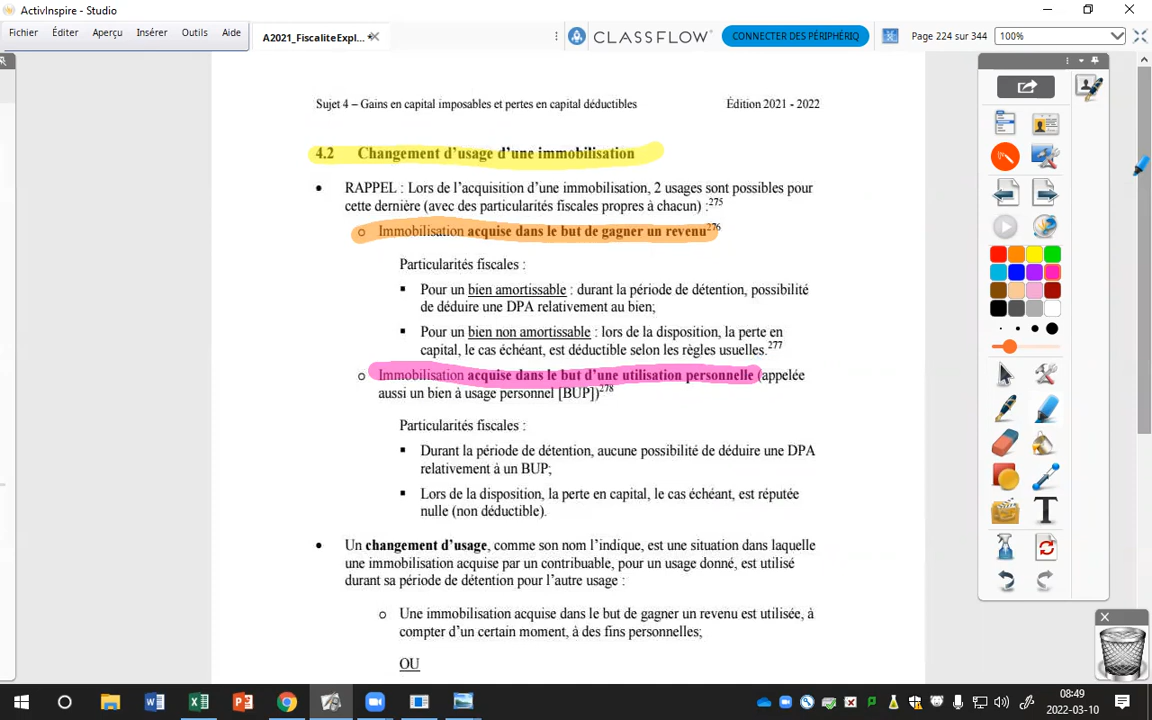 ActivInspire - Studio
Fichier Éditer Aperçu Insérer Outils Aide
A2021_FiscaliteExpl...
CLASSFLOW
CONNECTER DES PÉRIPHÉRIQ
Page 224 sur 344
100%
Sujet 4 – Gains en capital imposables et pertes en capital déductibles Édition 2021 - 2022
4.2 Changement d'usage d'une immobilisation
• RAPPEL : Lors de l'acquisition d'une immobilisation, 2 usages sont possibles pour
cette dernière (avec des particularités fiscales propres à chacun) :275
o Immobilisation acquise dans le but de gagner un revenu276
Particularités fiscales :
▪ Pour un bien amortissable : durant la période de détention, possibilité
de déduire une DPA relativement au bien;
▪ Pour un bien non amortissable : lors de la disposition, la perte en
capital, le cas échéant, est déductible selon les règles usuelles.277
o Immobilisation acquise dans le but d'une utilisation personnelle (appelée
aussi un bien à usage personnel [BUP])278
Particularités fiscales :
▪ Durant la période de détention, aucune possibilité de déduire une DPA
relativement à un BUP;
▪ Lors de la disposition, la perte en capital, le cas échéant, est réputée
nulle (non déductible).
• Un changement d'usage, comme son nom l'indique, est une situation dans laquelle
une immobilisation acquise par un contribuable, pour un usage donné, est utilisé
durant sa période de détention pour l'autre usage :
o Une immobilisation acquise dans le but de gagner un revenu est utilisée, à
compter d'un certain moment, à des fins personnelles;
OU
08:49
2022-03-10